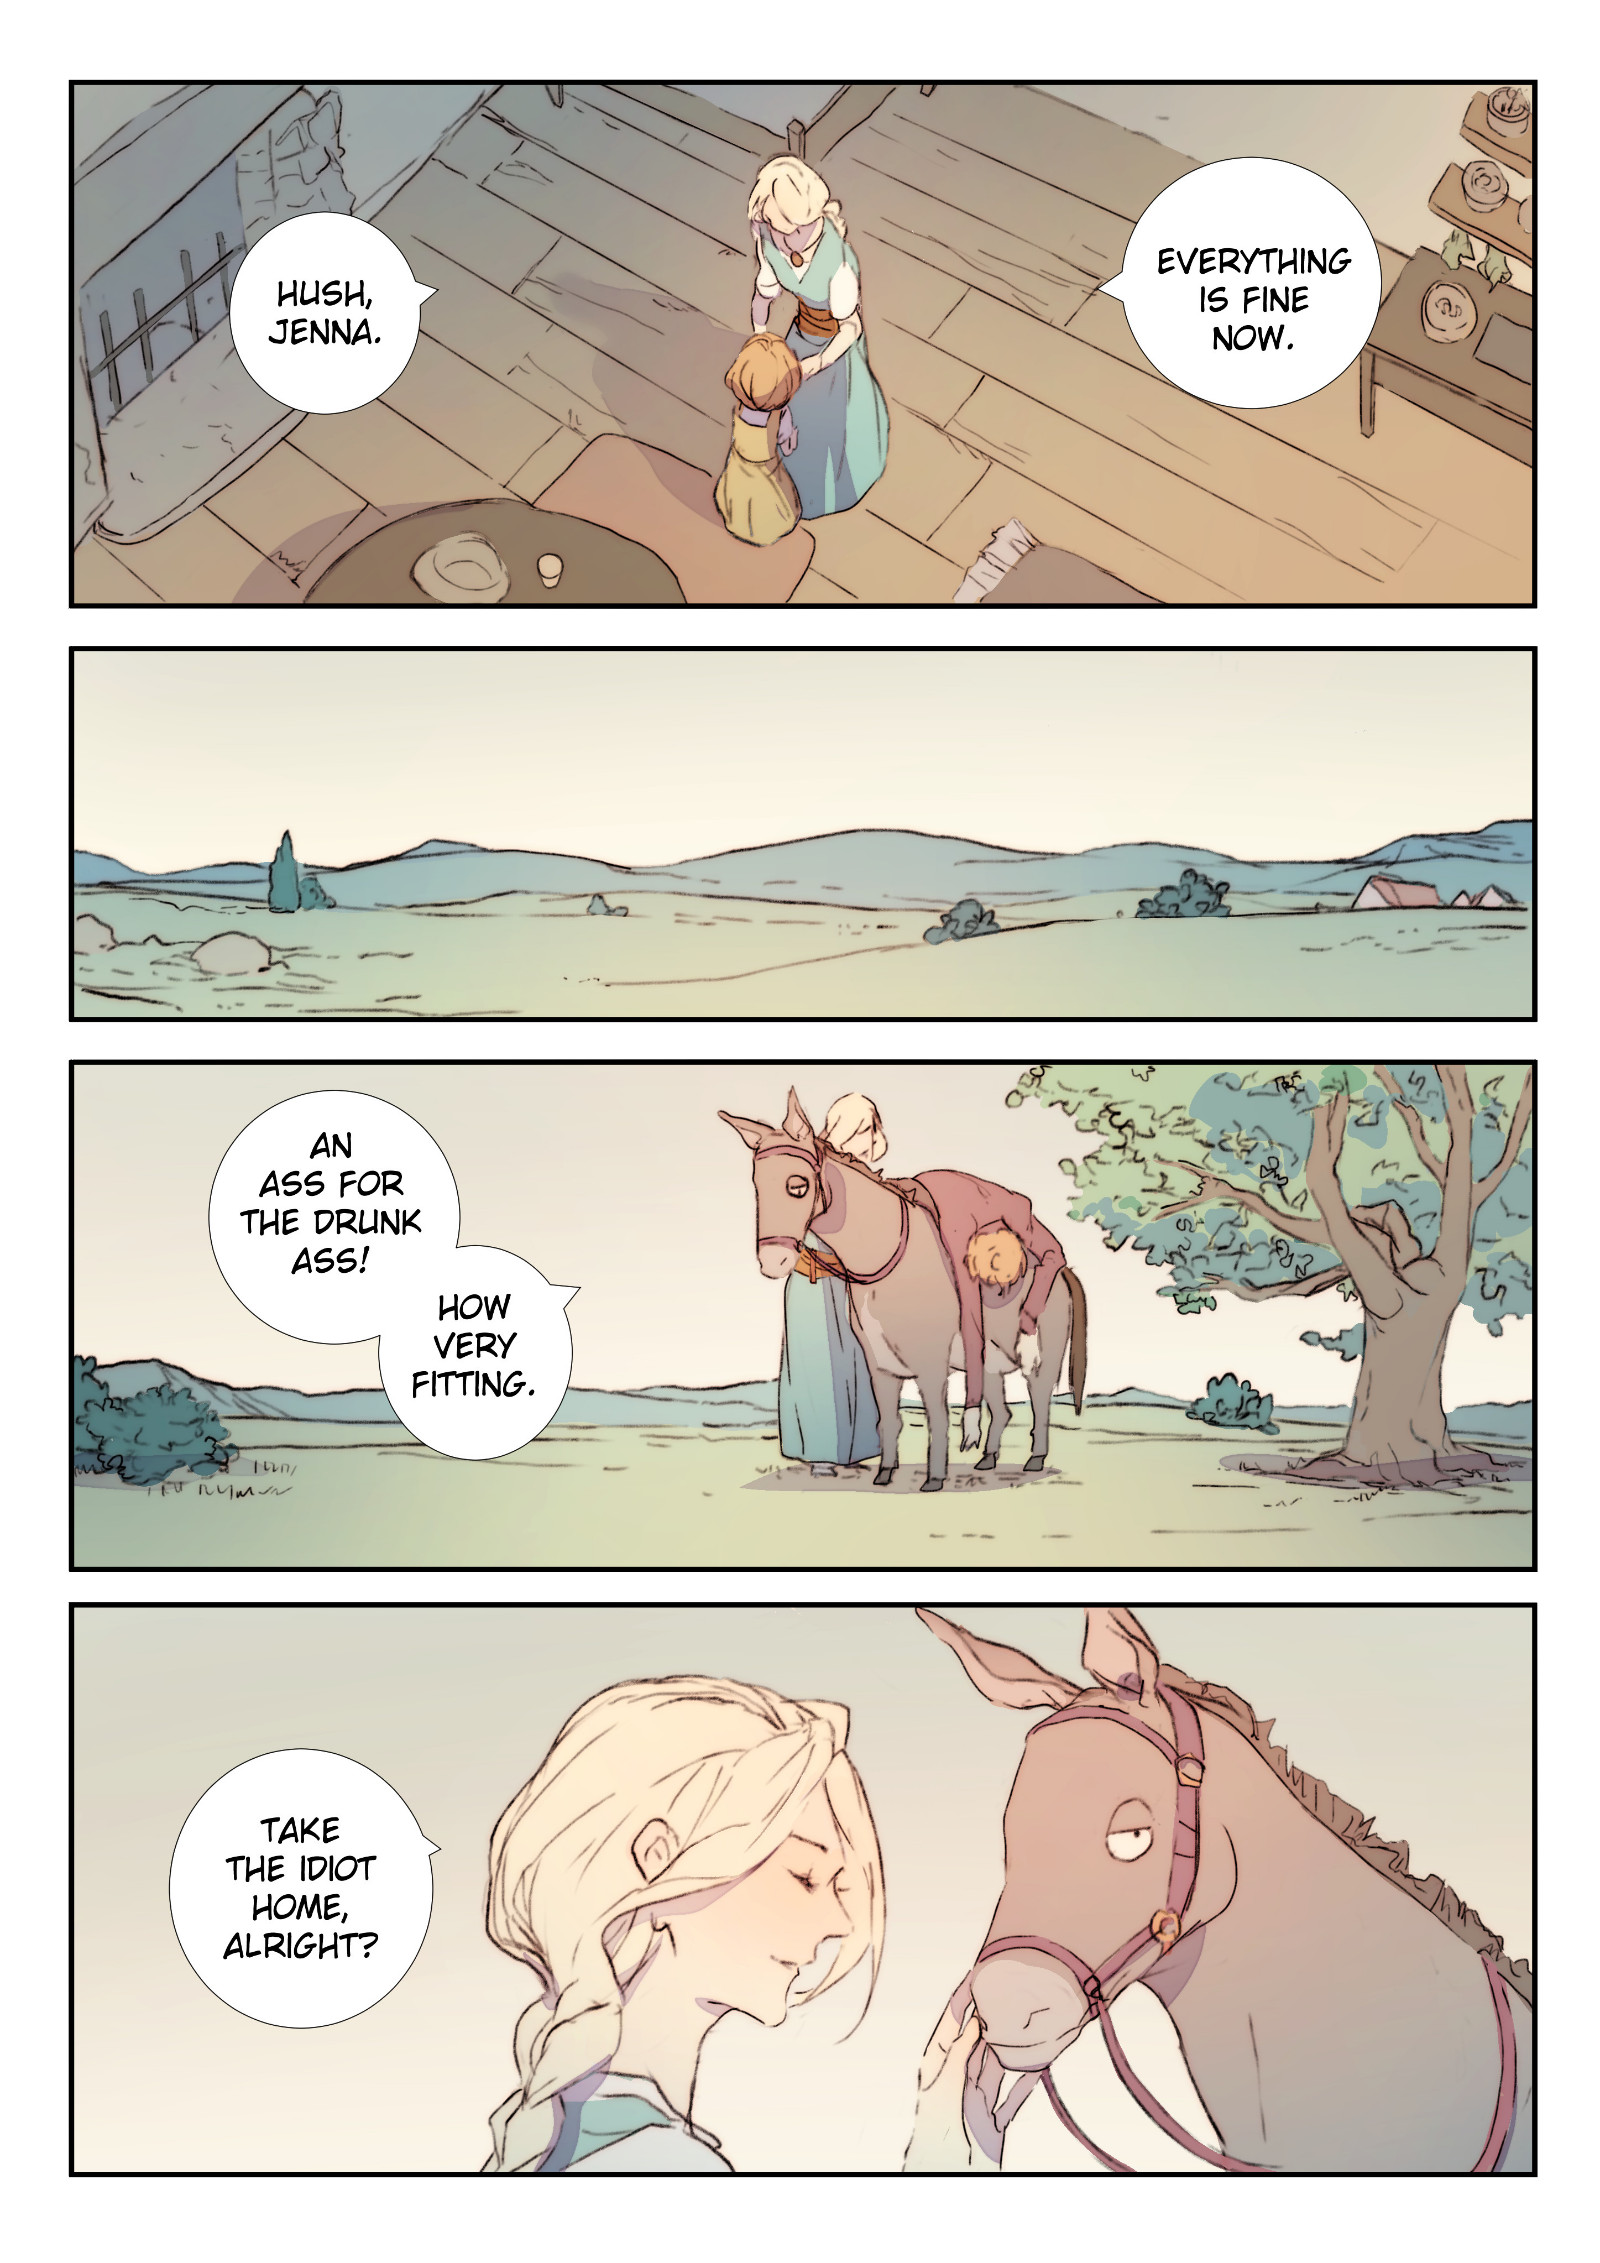 HUSH,
JENNA.
EVERYTHING
IS FINE
NOW.
AN
ASS FOR
THE DRUNK
ASS!
HOW
VERY
FITTING.
TAKE
THE IDIOT
HOME,
ALRIGHT?